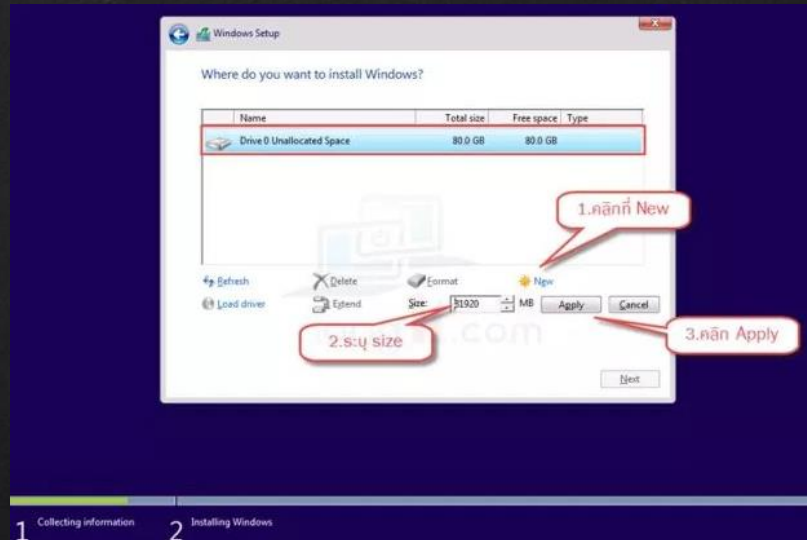 Windows Setup
Where do you want to install Windows?
Name Total size Free space Type
Drive 0 Unallocated Space 80.0 GB 80.0 GB
1.คลิกที่ New
Refresh Delete Format New
Load driver Extend Size: 81920 MB Apply Cancel
2.ระบุ size
3.คลิก Apply
Next
1 Collecting information 2 Installing Windows